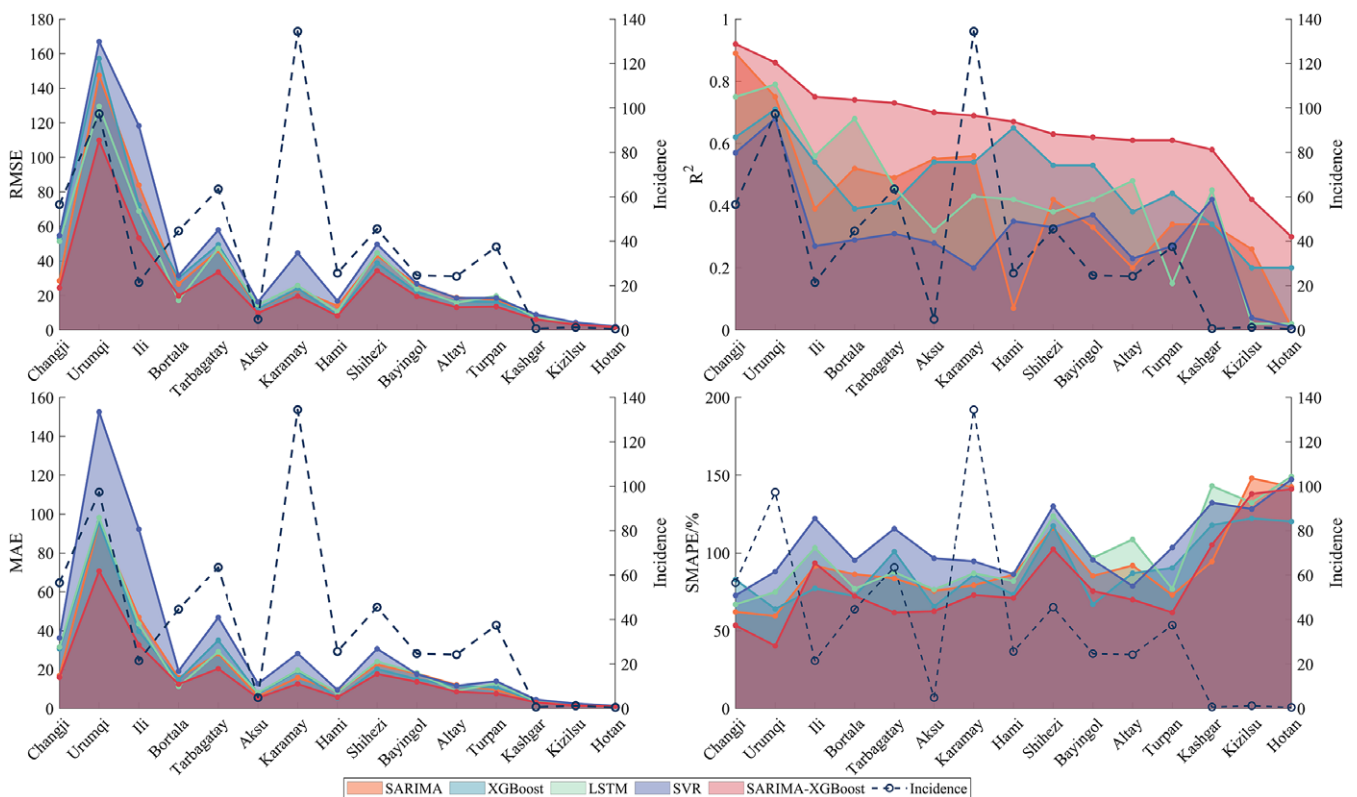 RMSE
180
160
140
120
100
80
60
40
20
0
140
120
100
80
60
40
20
0
Incidence
Changji
Urumqi
Ili
Bortala
Tarbagatay
Aksu
Karamay
Hami
Shihezi
Bayingol
Altay
Turpan
Kashgar
Kizilsu
Hotan
R²
1
0.8
0.6
0.4
0.2
0
140
120
100
80
60
40
20
0
Incidence
Changji
Urumqi
Ili
Bortala
Tarbagatay
Aksu
Karamay
Hami
Shihezi
Bayingol
Altay
Turpan
Kashgar
Kizilsu
Hotan
MAE
160
140
120
100
80
60
40
20
0
140
120
100
80
60
40
20
0
Incidence
Changji
Urumqi
Ili
Bortala
Tarbagatay
Aksu
Karamay
Hami
Shihezi
Bayingol
Altay
Turpan
Kashgar
Kizilsu
Hotan
SMAPE/%
200
150
100
50
0
140
120
100
80
60
40
20
0
Incidence
Changji
Urumqi
Ili
Bortala
Tarbagatay
Aksu
Karamay
Hami
Shihezi
Bayingol
Altay
Turpan
Kashgar
Kizilsu
Hotan
SARIMA XGBoost LSTM SVR SARIMA-XGBoost Incidence